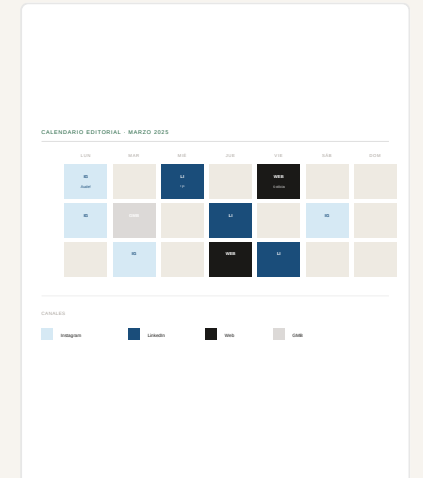 CALENDARIO EDITORIAL · MARZO 2025
LUN MAR MIÉ JUE VIE SÁB DOM
IG LI WEB
IG GMB LI IG
IG WEB LI
CANALES
Instagram LinkedIn Web GMB